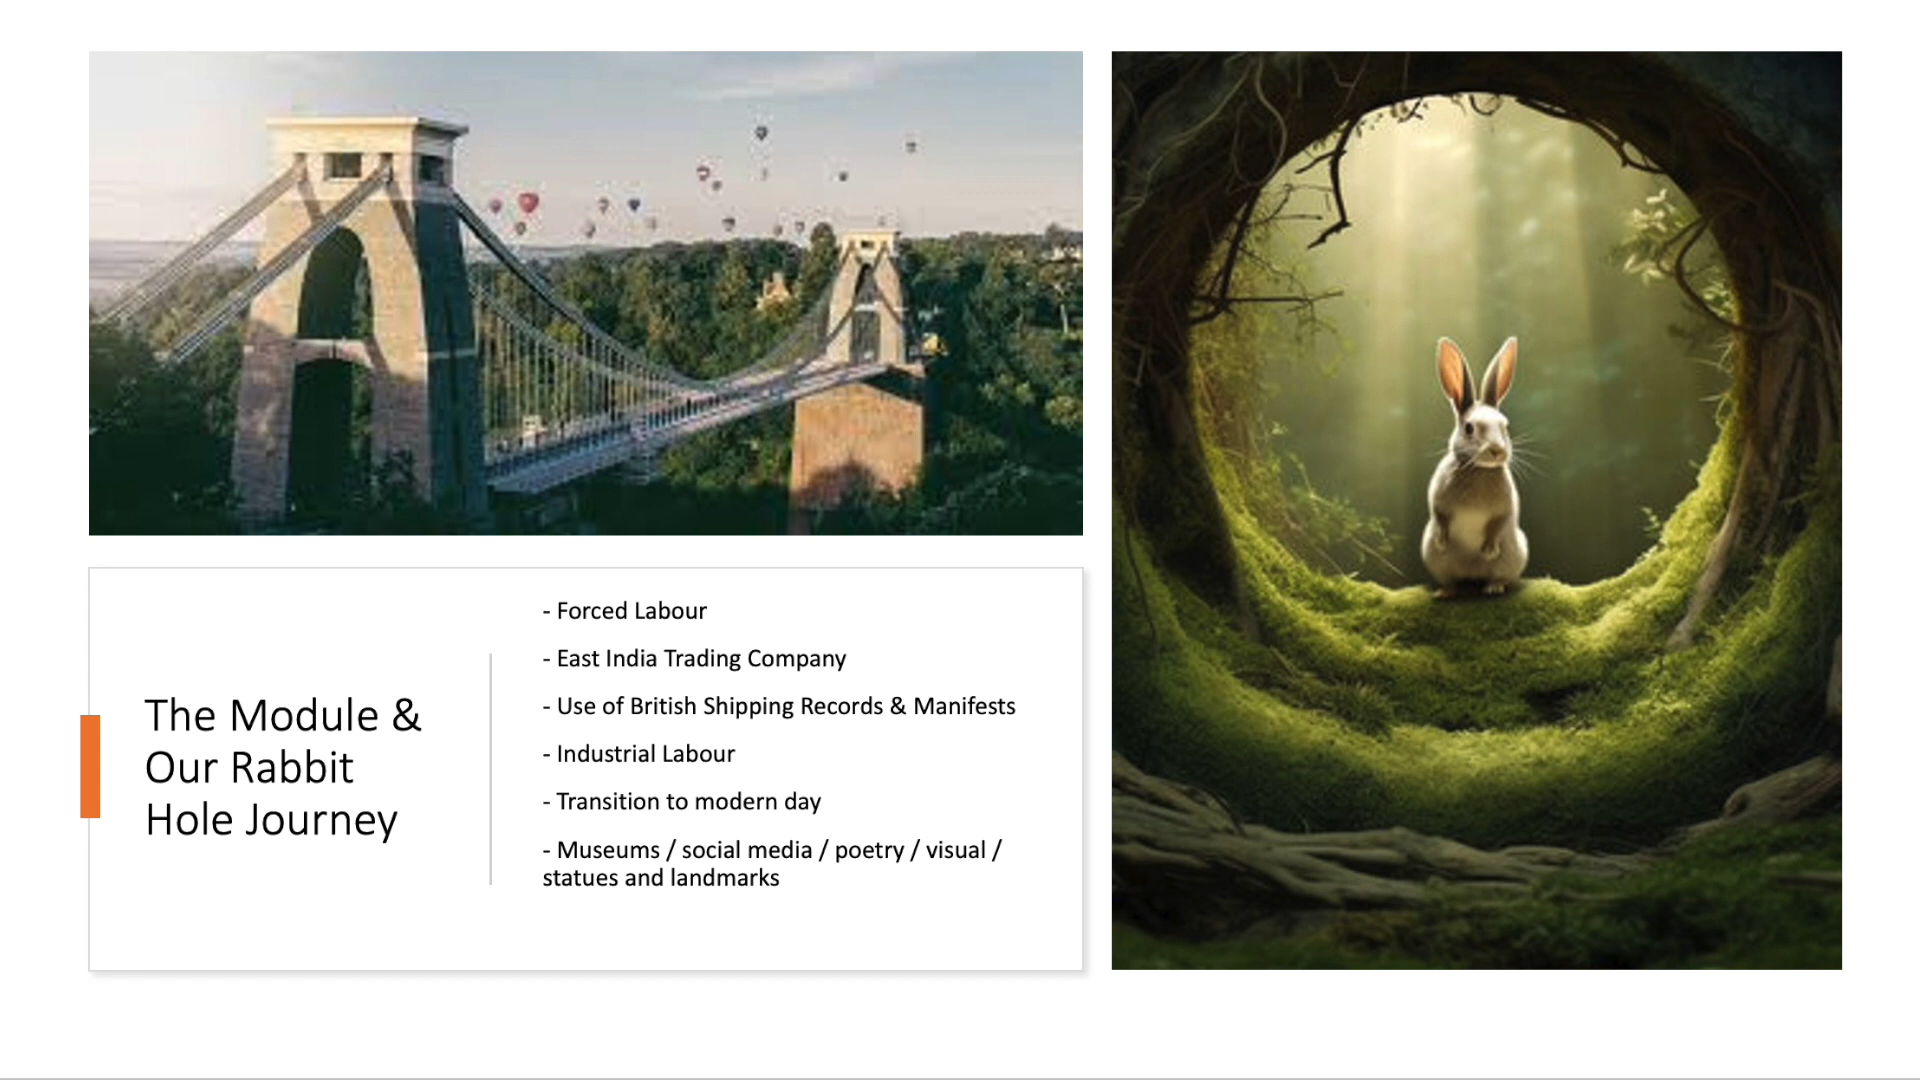 The Module &
Our Rabbit
Hole Journey
- Forced Labour
- East India Trading Company
- Use of British Shipping Records & Manifests
- Industrial Labour
- Transition to modern day
- Museums / social media / poetry / visual /
statues and landmarks